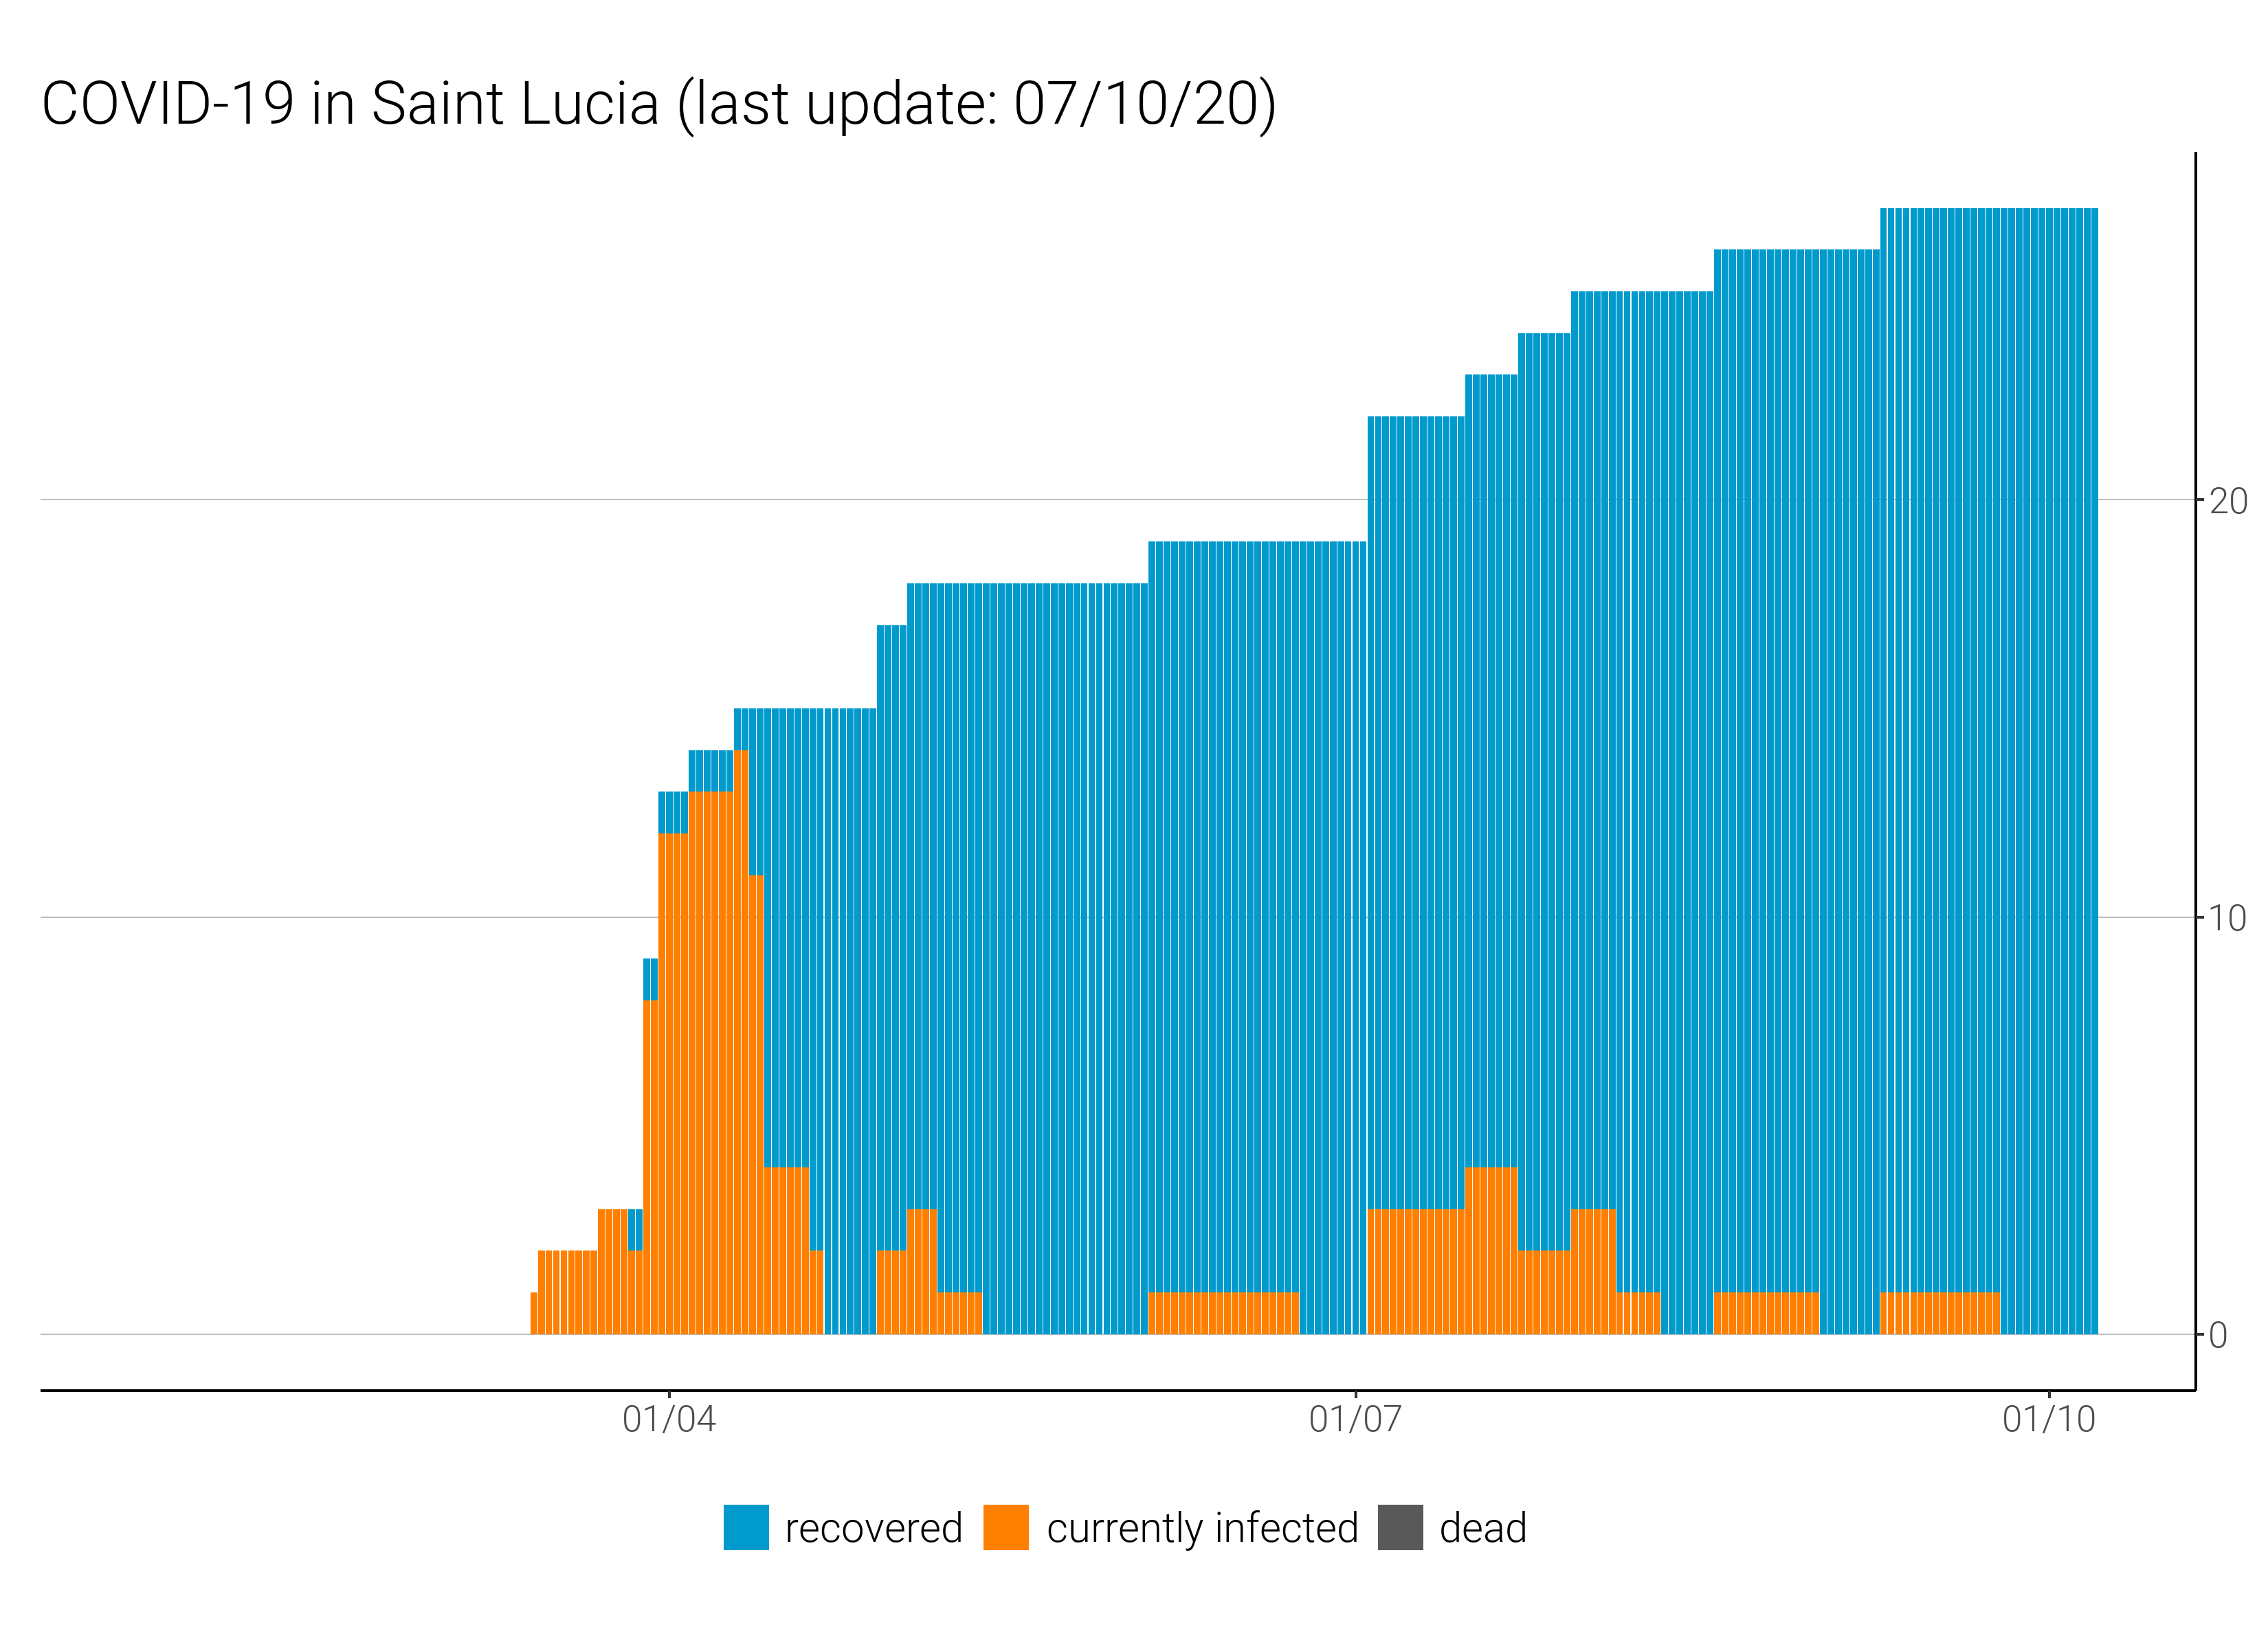 COVID-19 in Saint Lucia (last update: 07/10/20)
20
10
0
01/04 01/07 01/10
recovered currently infected dead